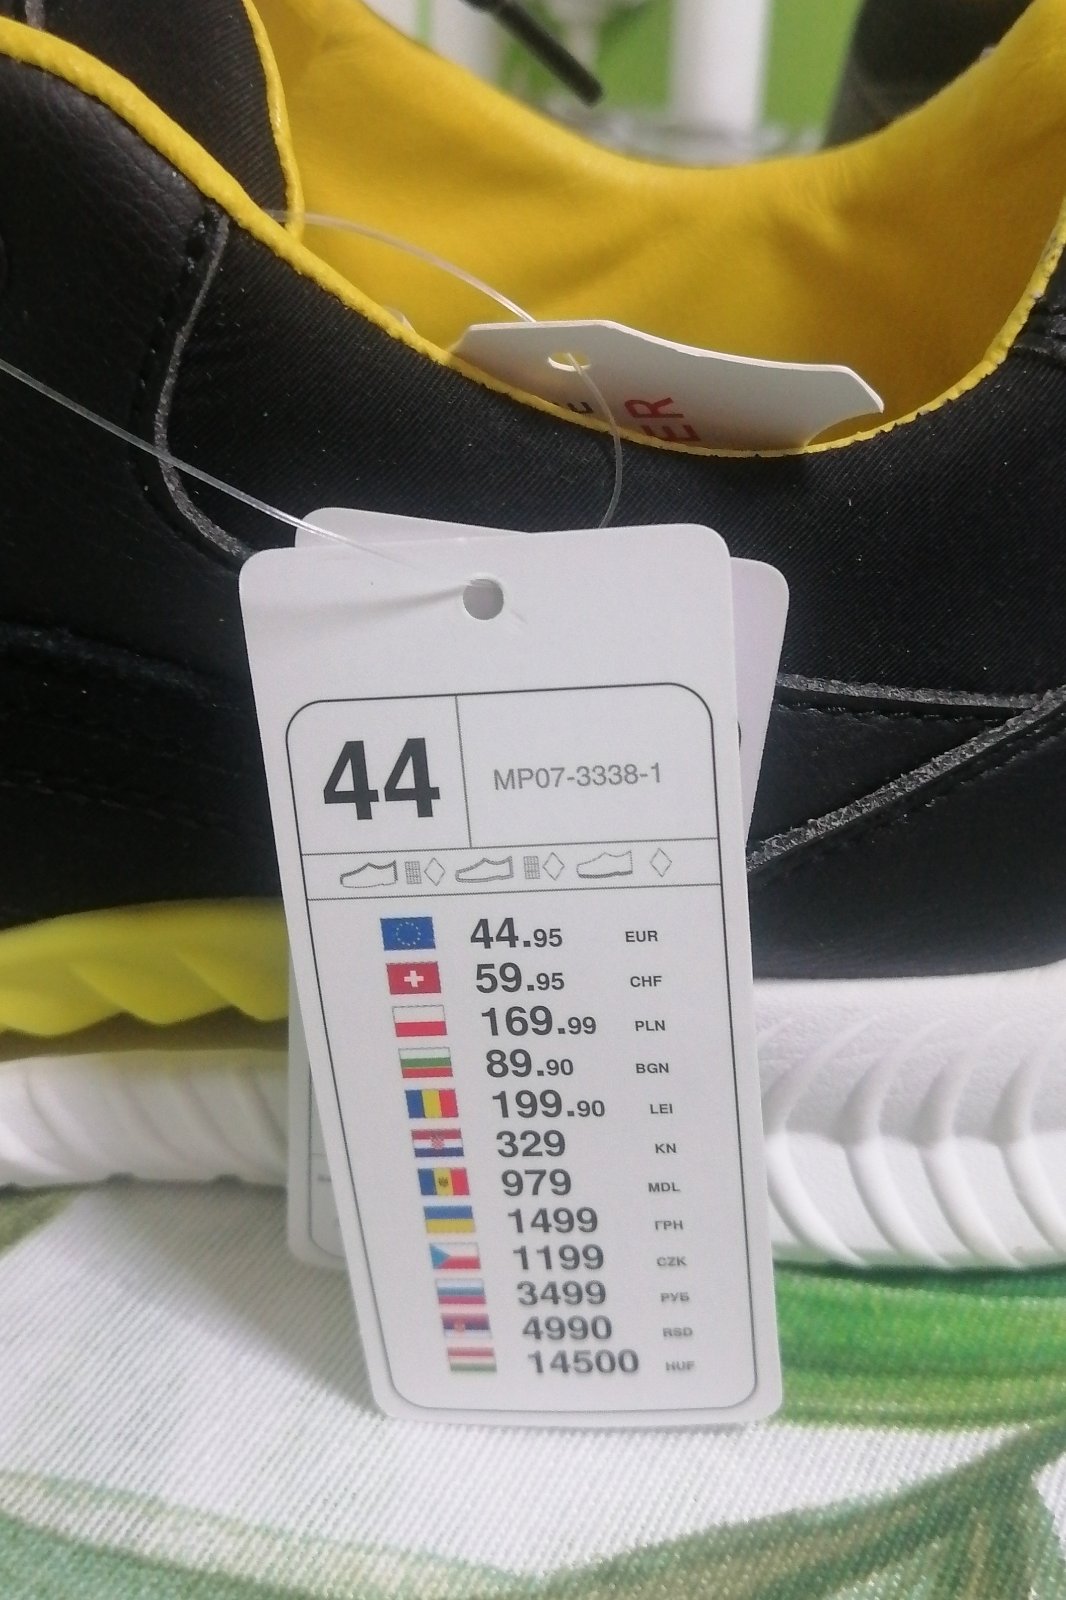 ER
44
MP07-3338-1
44.95 EUR
59.95 CHF
169.99 PLN
89.90 BGN
199.90 LEI
329 KN
979 MDL
1499 ГРН
1199 CZK
3499 РУБ
4990 RSD
14500 HUF